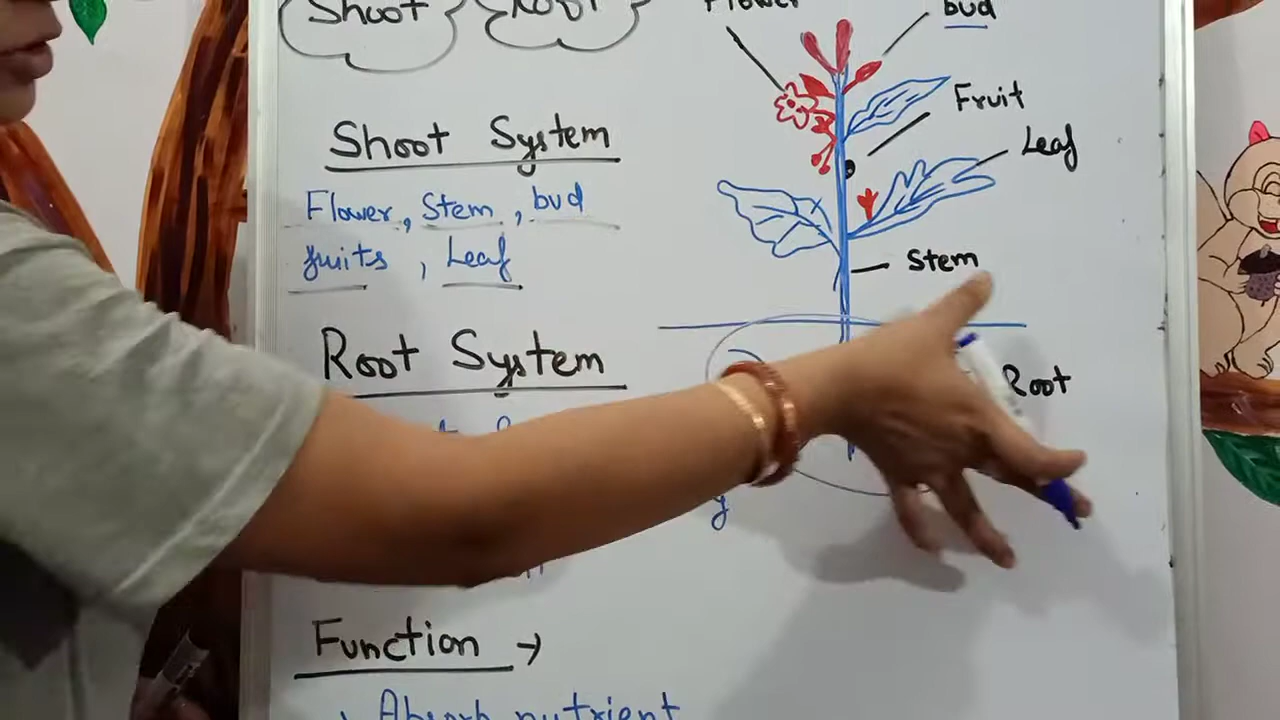 Shoot Root
Shoot System
Flower, Stem, bud
fruits, Leaf
Root System
Function →
Absorb nutrient
Flower
bud
Fruit
Leaf
Stem
Root